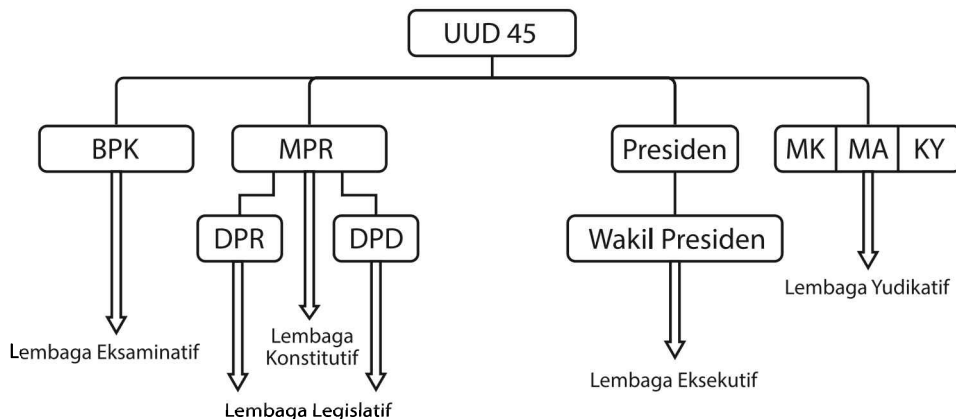 UUD 45
BPK
MPR
Presiden
MK MA KY
DPR
DPD
Wakil Presiden
Lembaga Yudikatif
Lembaga
Konstitutif
Lembaga Eksaminatif
Lembaga Eksekutif
Lembaga Legislatif